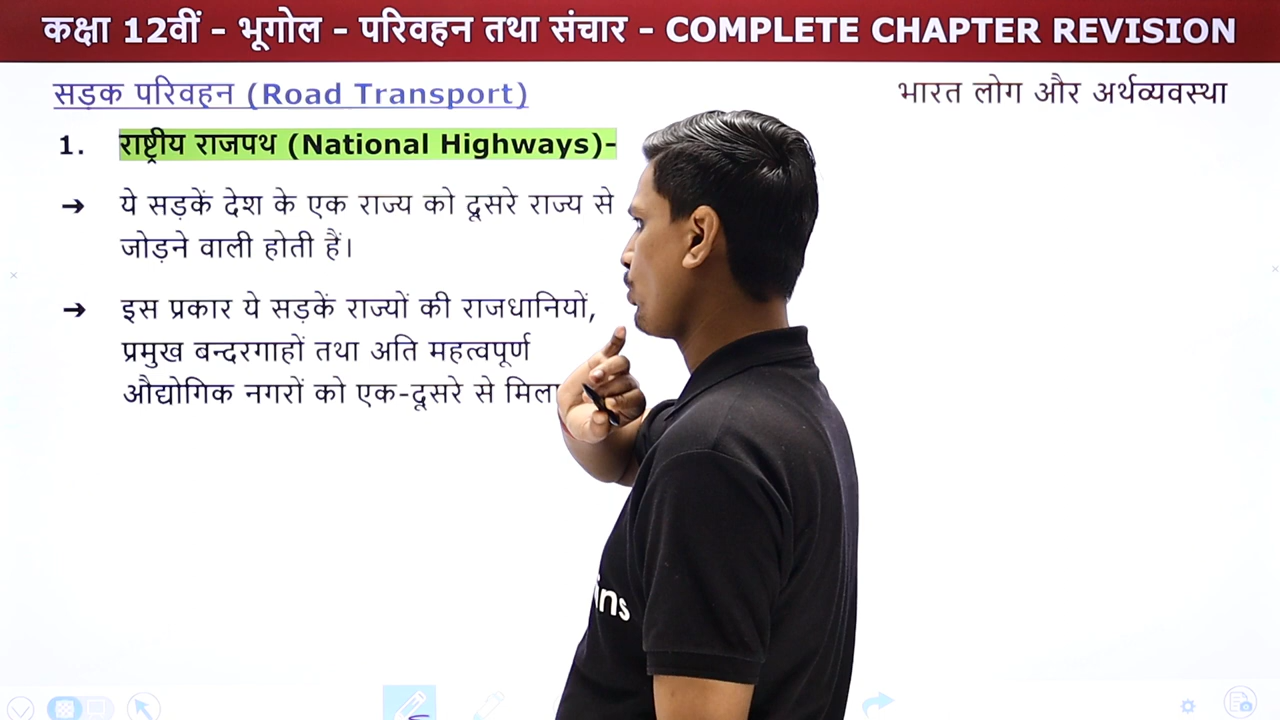 कक्षा 12वीं - भूगोल - परिवहन तथा संचार - COMPLETE CHAPTER REVISION
सड़क परिवहन (Road Transport)
भारत लोग और अर्थव्यवस्था
1. राष्ट्रीय राजपथ (National Highways)-
→ ये सड़कें देश के एक राज्य को दूसरे राज्य से
जोड़ने वाली होती हैं।
→ इस प्रकार ये सड़कें राज्यों की राजधानियों,
प्रमुख बन्दरगाहों तथा अति महत्वपूर्ण
औद्योगिक नगरों को एक-दूसरे से